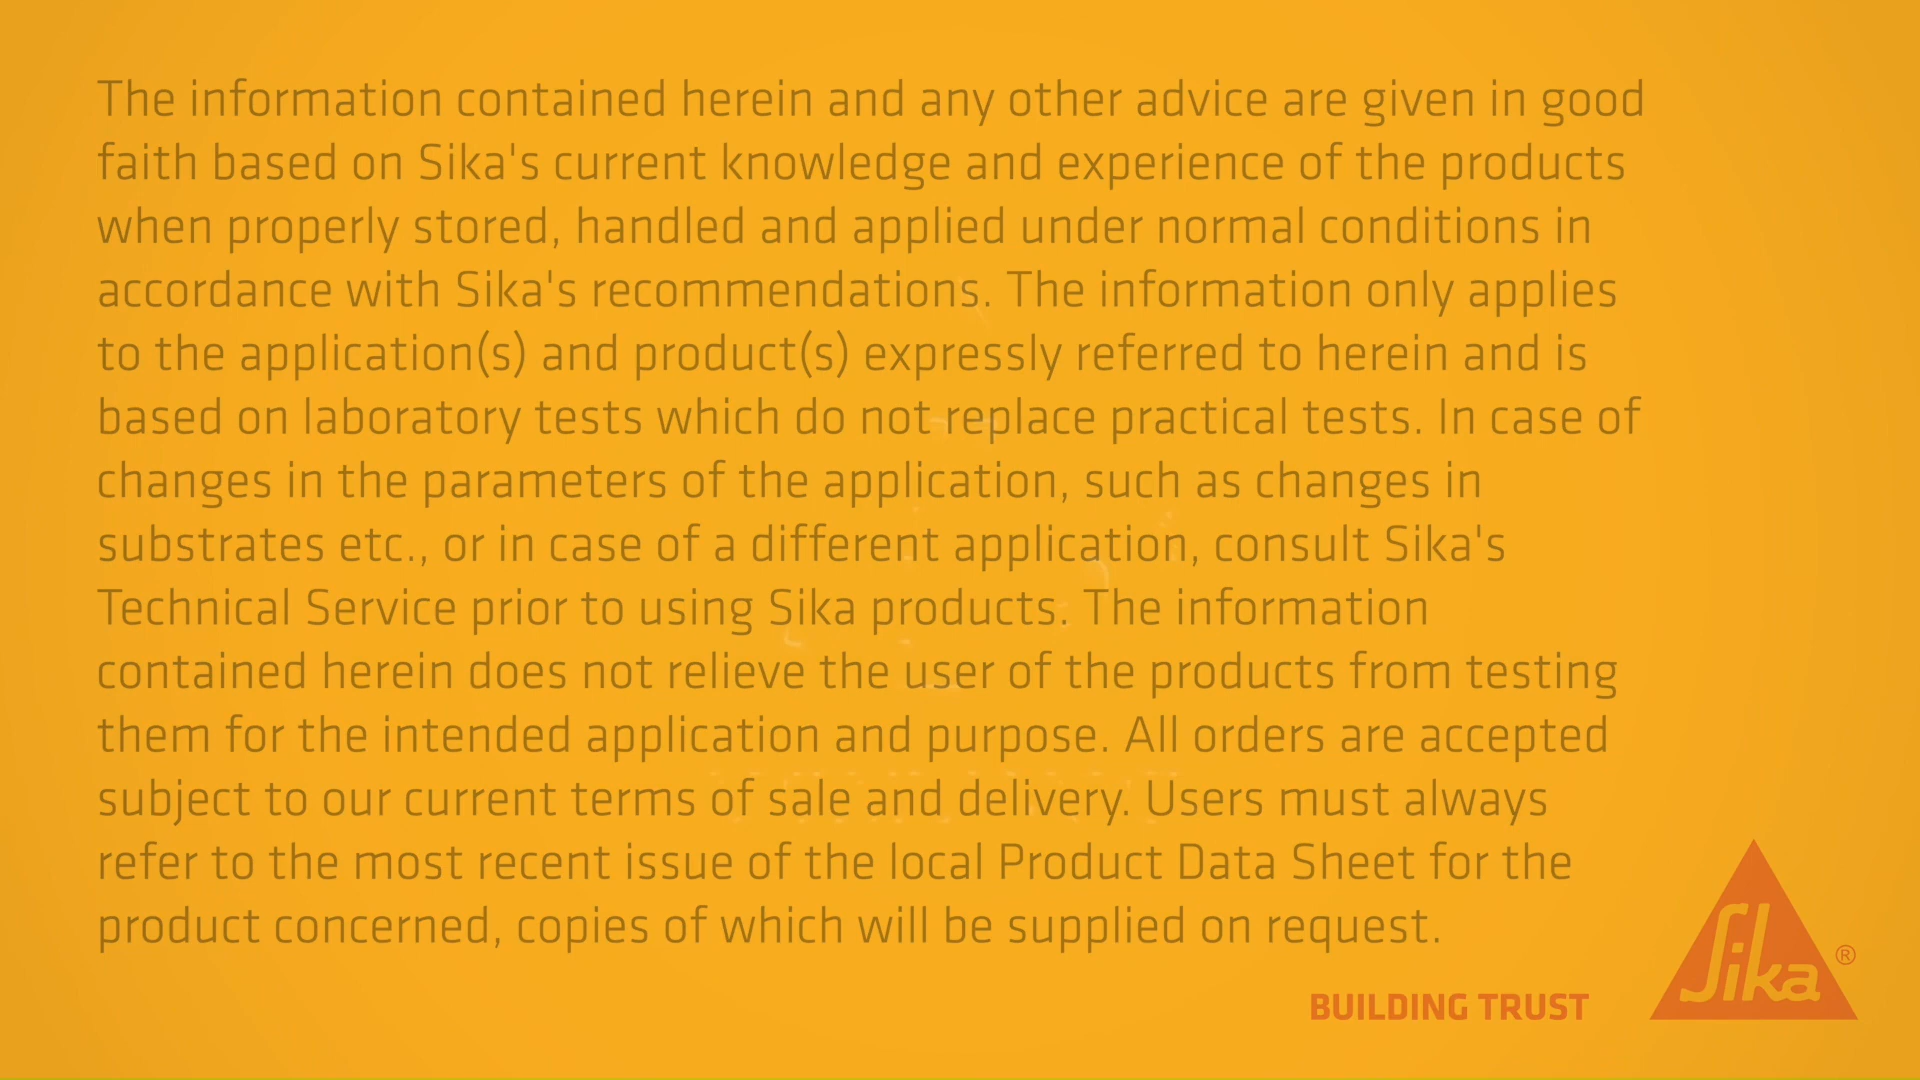 The information contained herein and any other advice are given in good
faith based on Sika's current knowledge and experience of the products
when properly stored, handled and applied under normal conditions in
accordance with Sika's recommendations. The information only applies
to the application(s) and product(s) expressly referred to herein and is
based on laboratory tests which do not replace practical tests. In case of
changes in the parameters of the application, such as changes in
substrates etc., or in case of a different application, consult Sika's
Technical Service prior to using Sika products. The information
contained herein does not relieve the user of the products from testing
them for the intended application and purpose. All orders are accepted
subject to our current terms of sale and delivery. Users must always
refer to the most recent issue of the local Product Data Sheet for the
product concerned, copies of which will be supplied on request.
BUILDING TRUST
Sika®